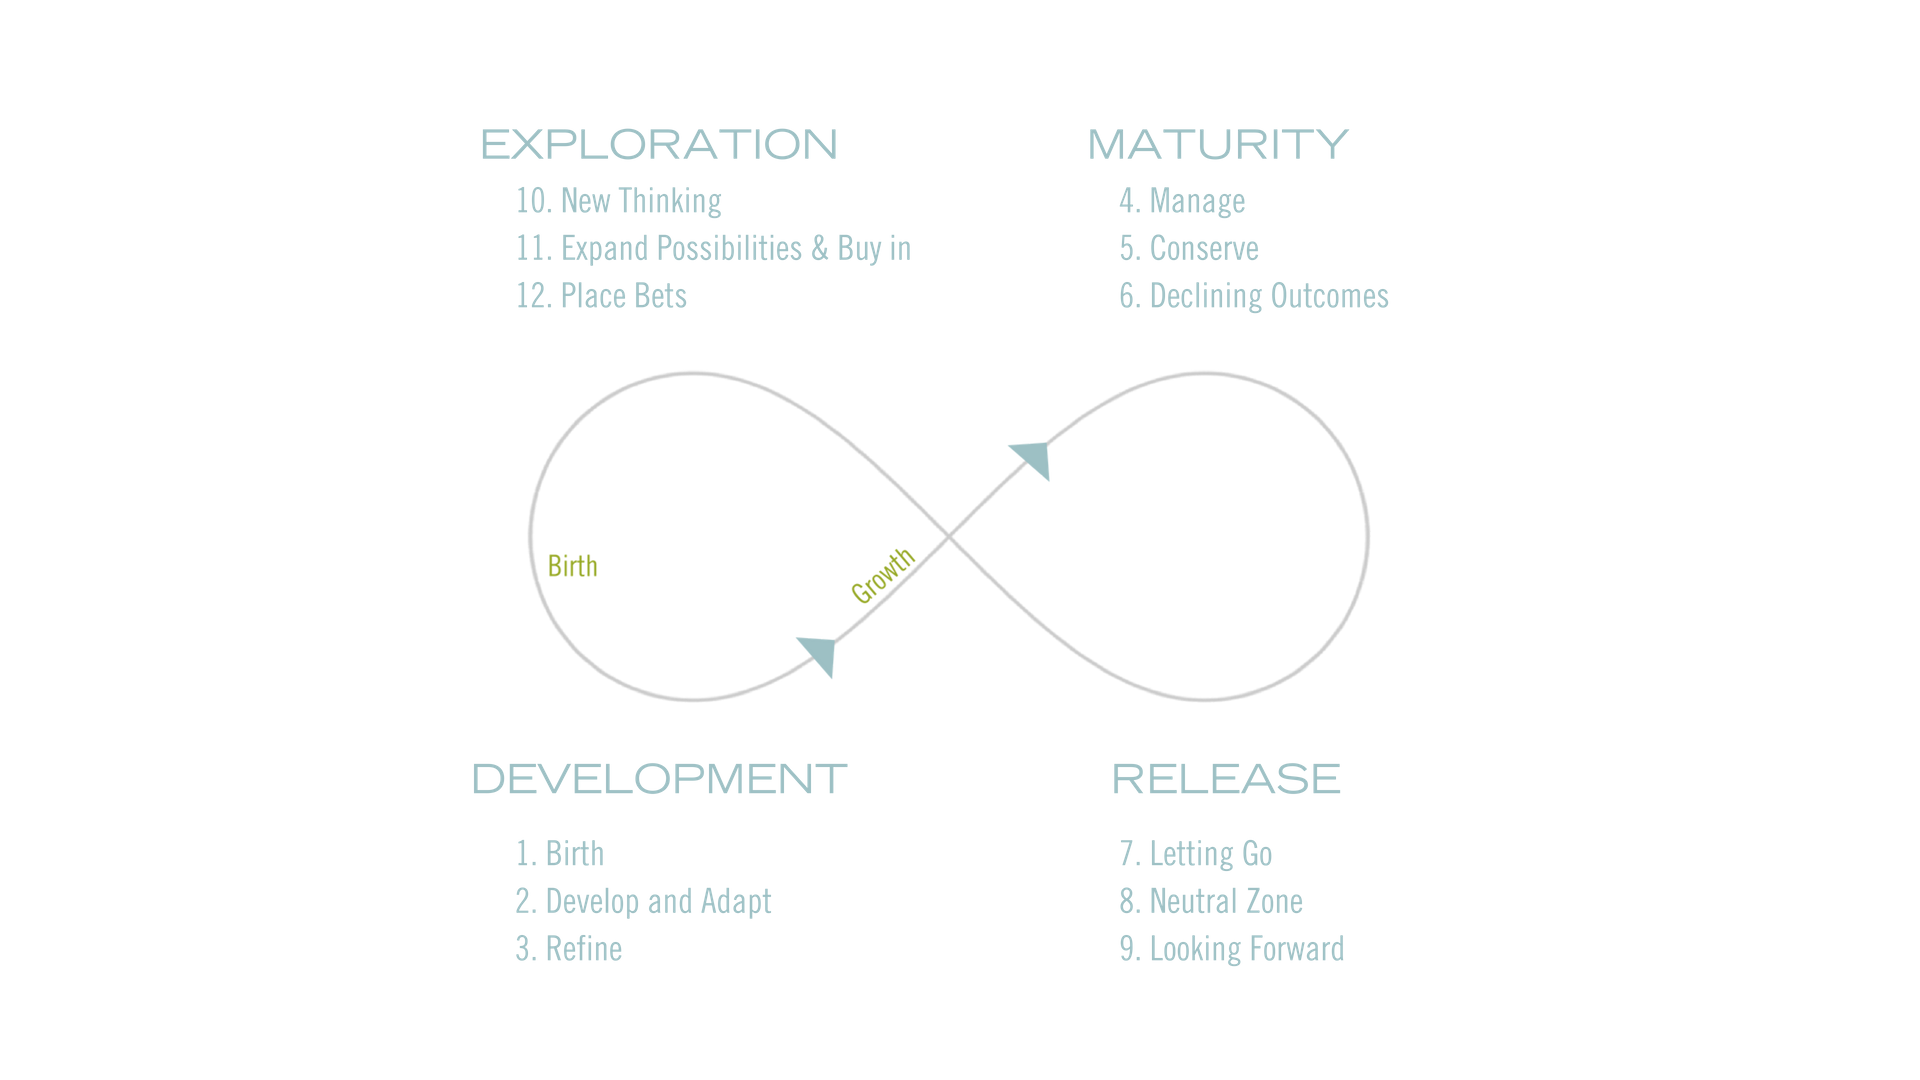 EXPLORATION
10. New Thinking
11. Expand Possibilities & Buy in
12. Place Bets
MATURITY
4. Manage
5. Conserve
6. Declining Outcomes
Birth
Growth
DEVELOPMENT
1. Birth
2. Develop and Adapt
3. Refine
RELEASE
7. Letting Go
8. Neutral Zone
9. Looking Forward